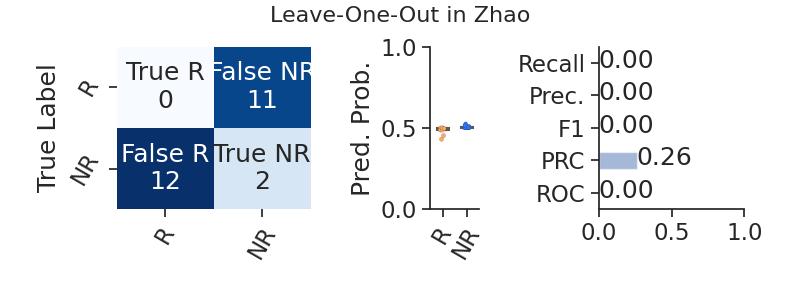 Leave-One-Out in Zhao
True Label
R
NR
True R
0
False NR
11
False R
12
True NR
2
R
NR
Pred. Prob.
1.0
0.5
0.0
R
NR
Recall
0.00
Prec.
0.00
F1
0.00
PRC
0.26
ROC
0.00
0.0
0.5
1.0